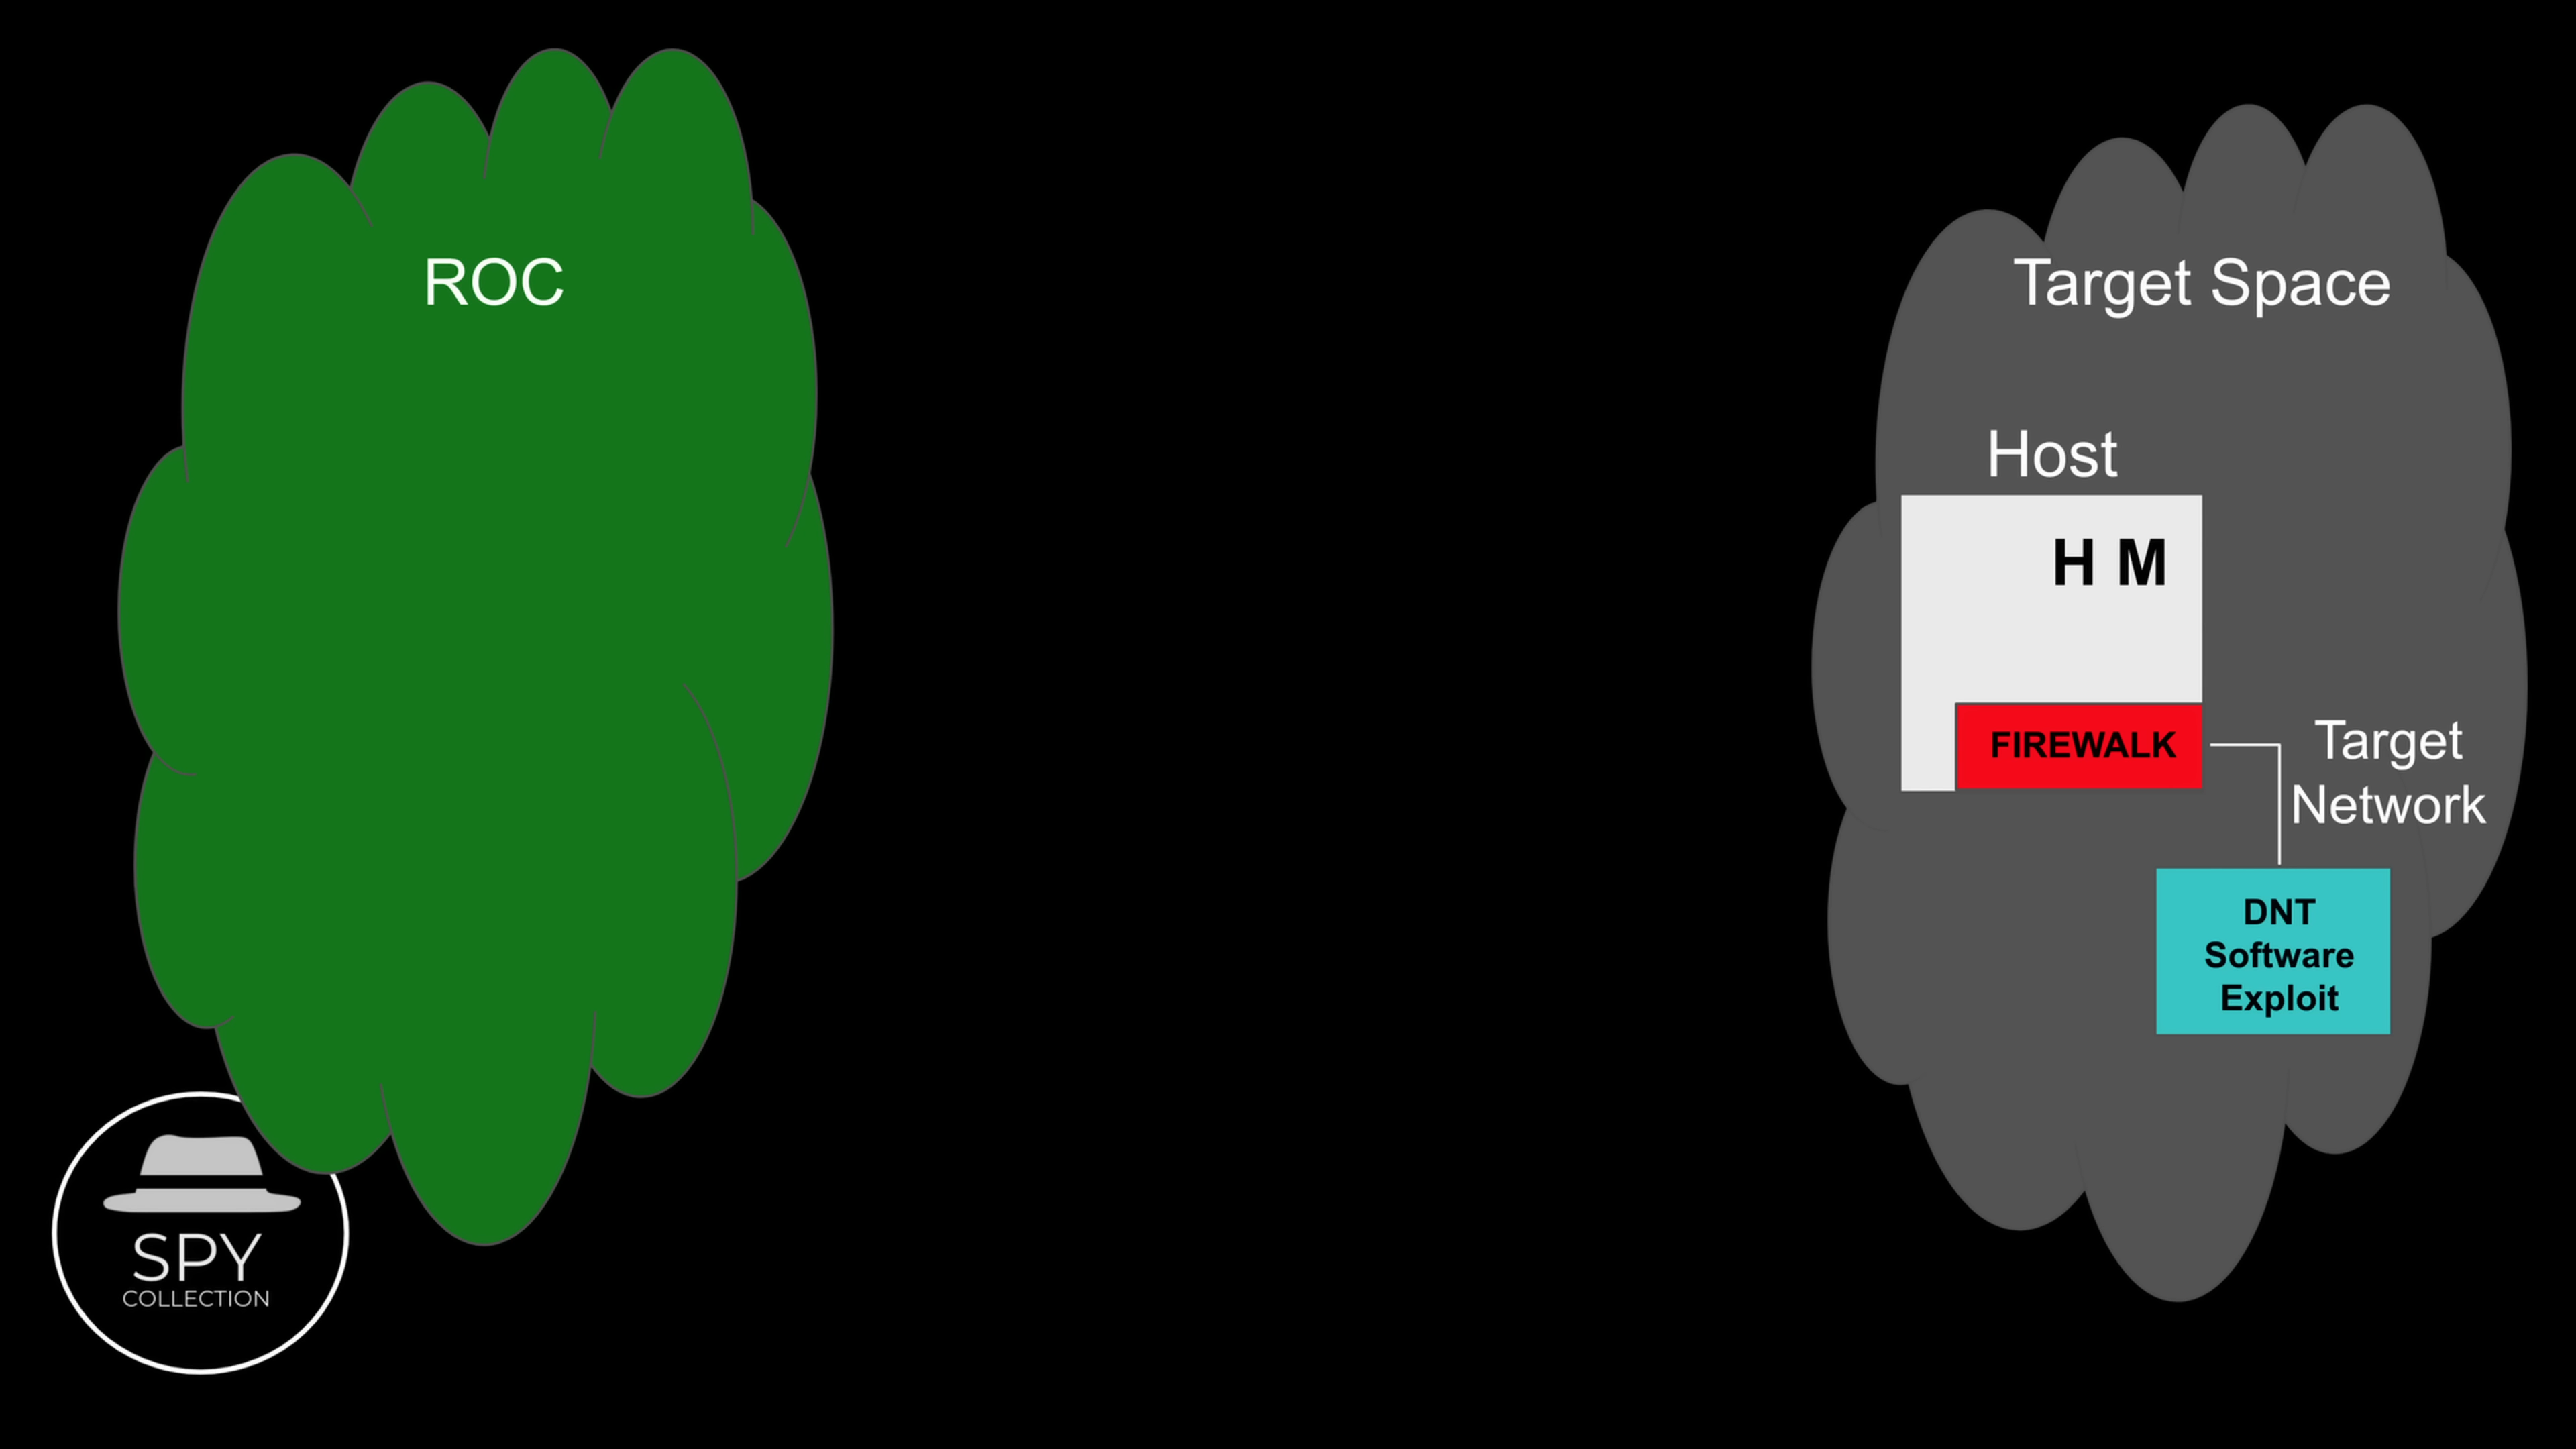 ROC
Target Space
Host
H M
FIREWALK
Target
Network
DNT
Software
Exploit
SPY
COLLECTION